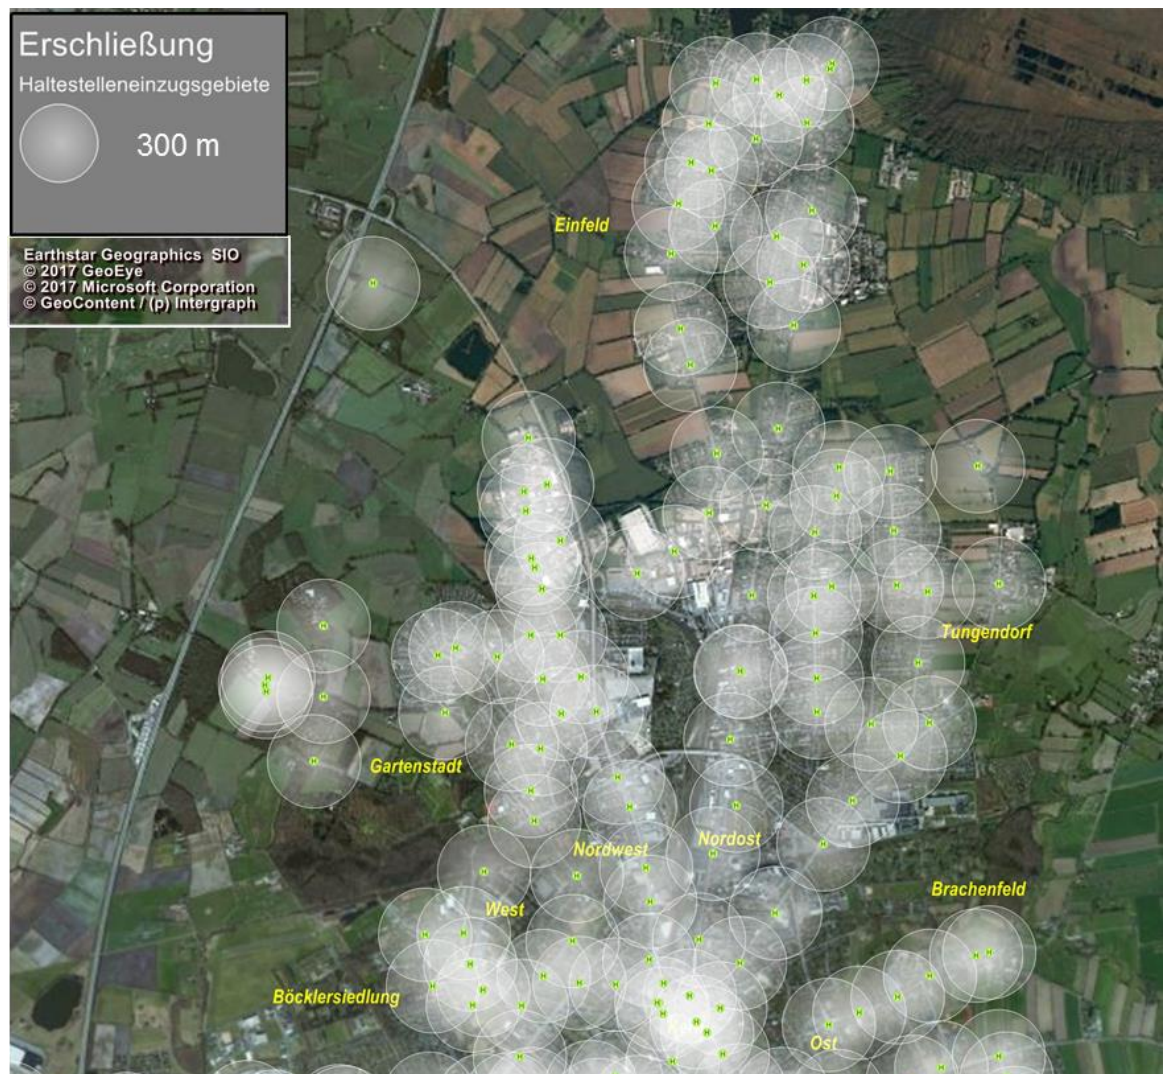 Erschließung
Haltestelleneinzugsgebiete
300 m
Earthstar Geographics SIO
© 2017 GeoEye
© 2017 Microsoft Corporation
© GeoContent / (p) Intergraph
Einfeld
Tungendorf
Gartenstadt
Nordwest
Nordost
Brachenfeld
West
Böcklersiedlung
Ost